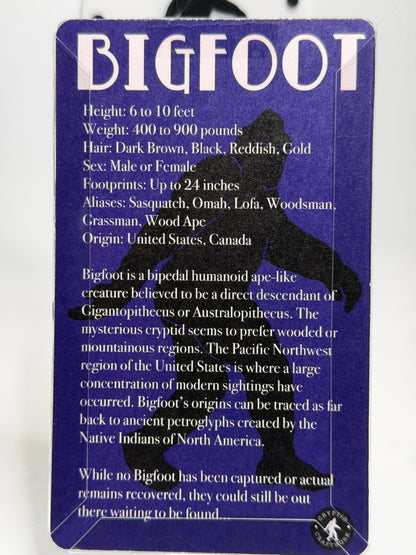 BIGFOOT
Height: 6 to 10 feet
Weight: 400 to 900 pounds
Hair: Dark Brown, Black, Reddish, Gold
Sex: Male or Female
Footprints: Up to 24 inches
Aliases: Sasquatch, Omah, Lofa, Woodsman,
Grassman, Wood Ape
Origin: United States, Canada
Bigfoot is a bipedal humanoid ape-like
creature believed to be a direct descendant of
Gigantopithecus or Australopithecus. The
mysterious cryptid seems to prefer wooded or
mountainous regions. The Pacific Northwest
region of the United States is where a large
concentration of modern sightings have
occurred. Bigfoot's origins can be traced as far
back to ancient petroglyphs created by the
Native Indians of North America.
While no Bigfoot has been captured or actual
remains recovered, they could still be out
there waiting to be found...